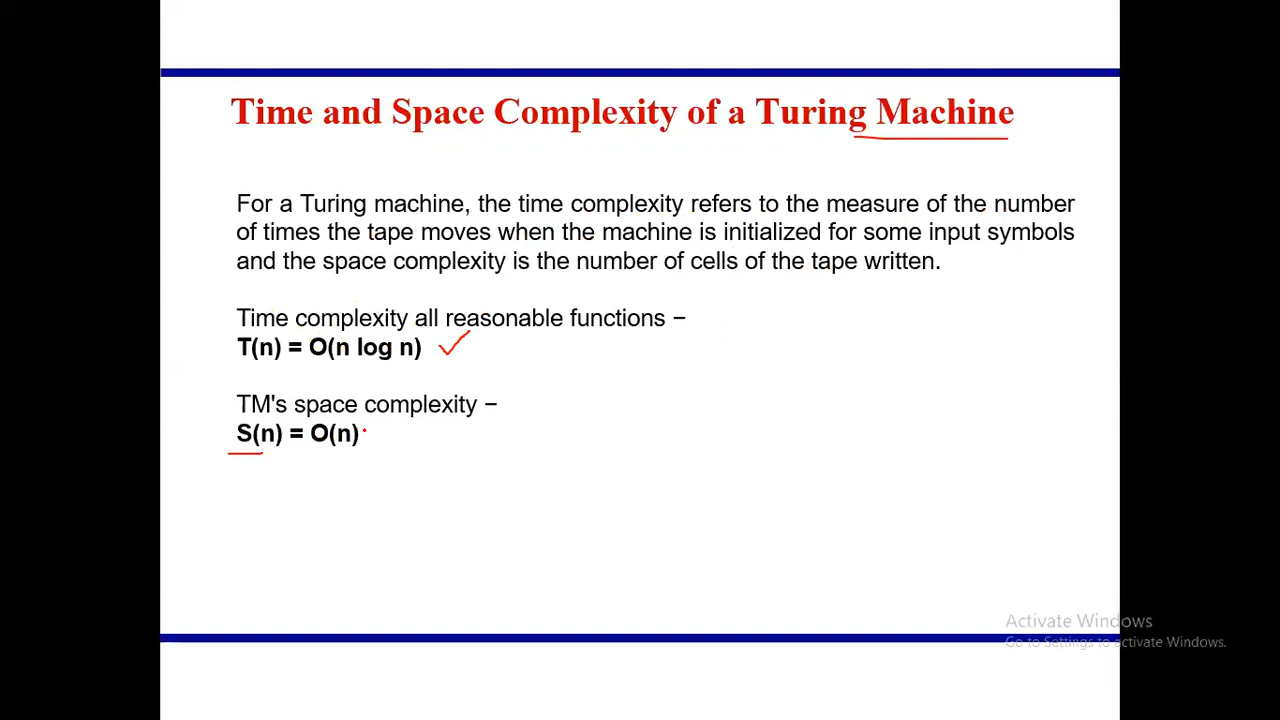 Time and Space Complexity of a Turing Machine
For a Turing machine, the time complexity refers to the measure of the number
of times the tape moves when the machine is initialized for some input symbols
and the space complexity is the number of cells of the tape written.
Time complexity all reasonable functions −
T(n) = O(n log n)
TM's space complexity −
S(n) = O(n)
Activate Windows
Go to Settings to activate Windows.